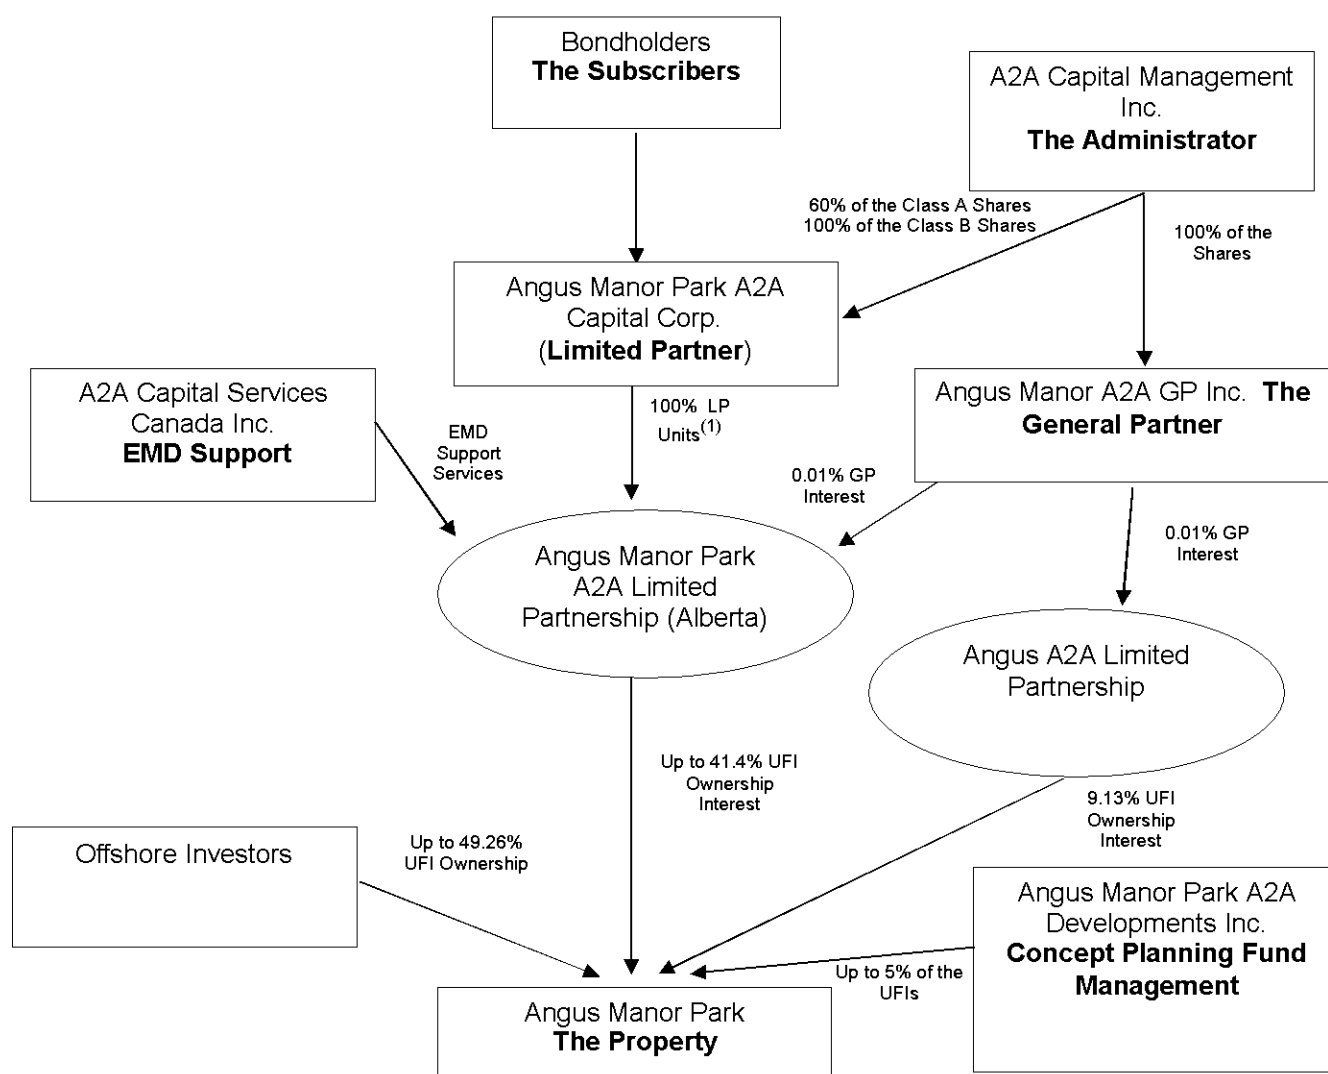 Bondholders
The Subscribers
A2A Capital Management
Inc.
The Administrator
60% of the Class A Shares
100% of the Class B Shares
100% of the
Shares
Angus Manor Park A2A
Capital Corp.
(Limited Partner)
A2A Capital Services
Canada Inc.
EMD Support
EMD
Support
Services
100% LP
Units(1)
Angus Manor A2A GP Inc. The
General Partner
0.01% GP
Interest
0.01% GP
Interest
Angus Manor Park
A2A Limited
Partnership (Alberta)
Angus A2A Limited
Partnership
Up to 41.4% UFI
Ownership
Interest
9.13% UFI
Ownership
Interest
Offshore Investors
Up to 49.26%
UFI Ownership
Angus Manor Park A2A
Developments Inc.
Concept Planning Fund
Management
Up to 5% of the
UFIs
Angus Manor Park
The Property